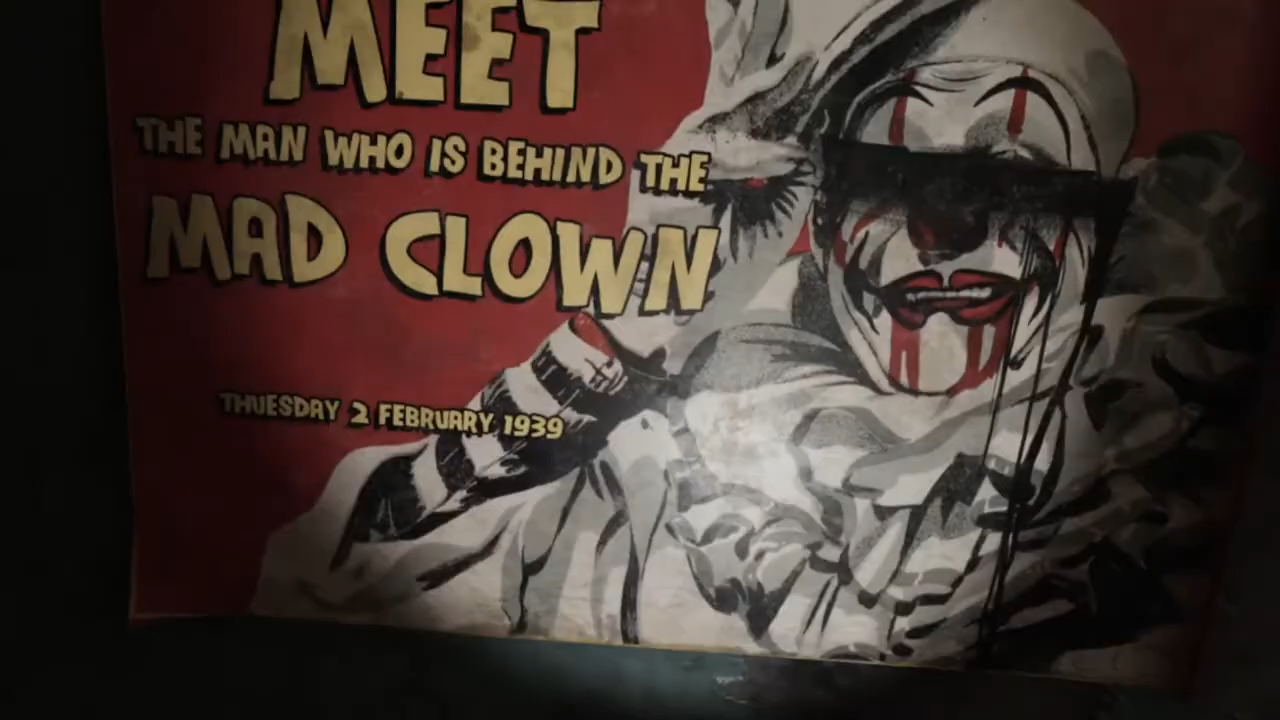 MEET
THE MAN WHO IS BEHIND THE
MAD CLOWN
THUESDAY 2 FEBRUARY 1939